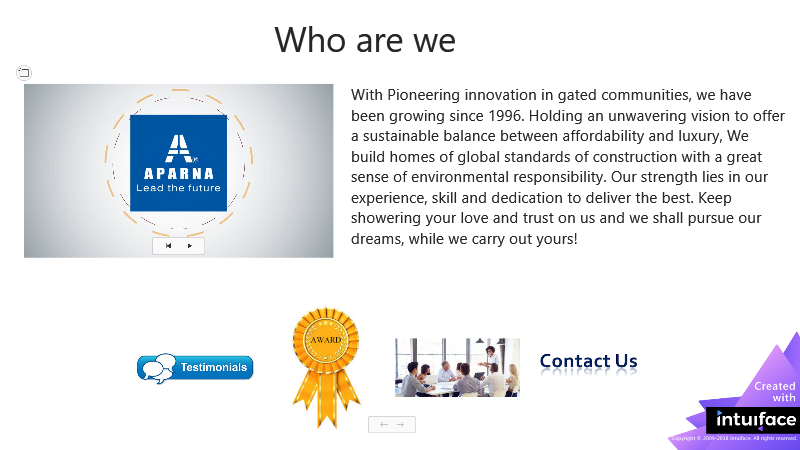 Who are we
APARNA
Lead the future
With Pioneering innovation in gated communities, we have
been growing since 1996. Holding an unwavering vision to offer
a sustainable balance between affordability and luxury, We
build homes of global standards of construction with a great
sense of environmental responsibility. Our strength lies in our
experience, skill and dedication to deliver the best. Keep
showering your love and trust on us and we shall pursue our
dreams, while we carry out yours!
Testimonials
AWARD
Contact Us
Created
with
intuiface
Copyright © 2009-2018 Intuiface. All rights reserved.